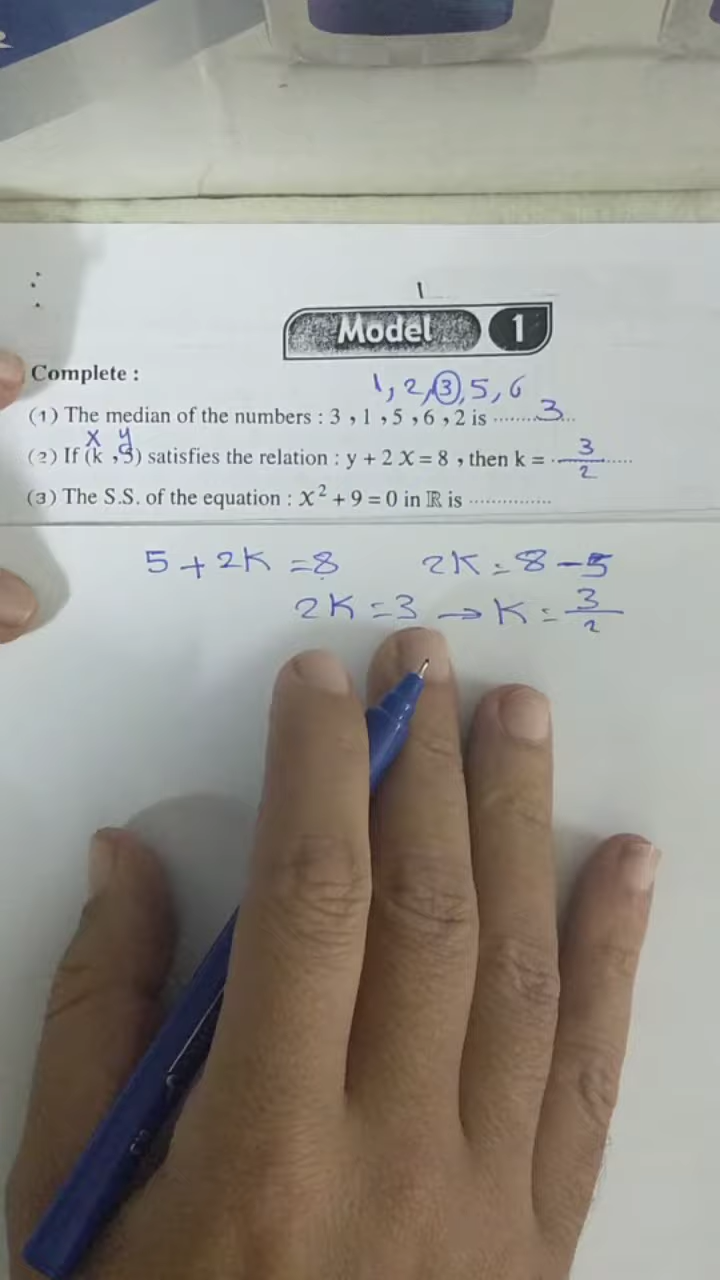 Model 1
Complete :
1, 2, 3, 5, 6
(1) The median of the numbers : 3 , 1 , 5 , 6 , 2 is ........3...
x y
(2) If (k , 5) satisfies the relation : y + 2 x = 8 , then k = 3/2
(3) The S.S. of the equation : x² + 9 = 0 in ℝ is ...............
5 + 2K = 8 2K = 8 - 5
2K = 3 → K = 3/2